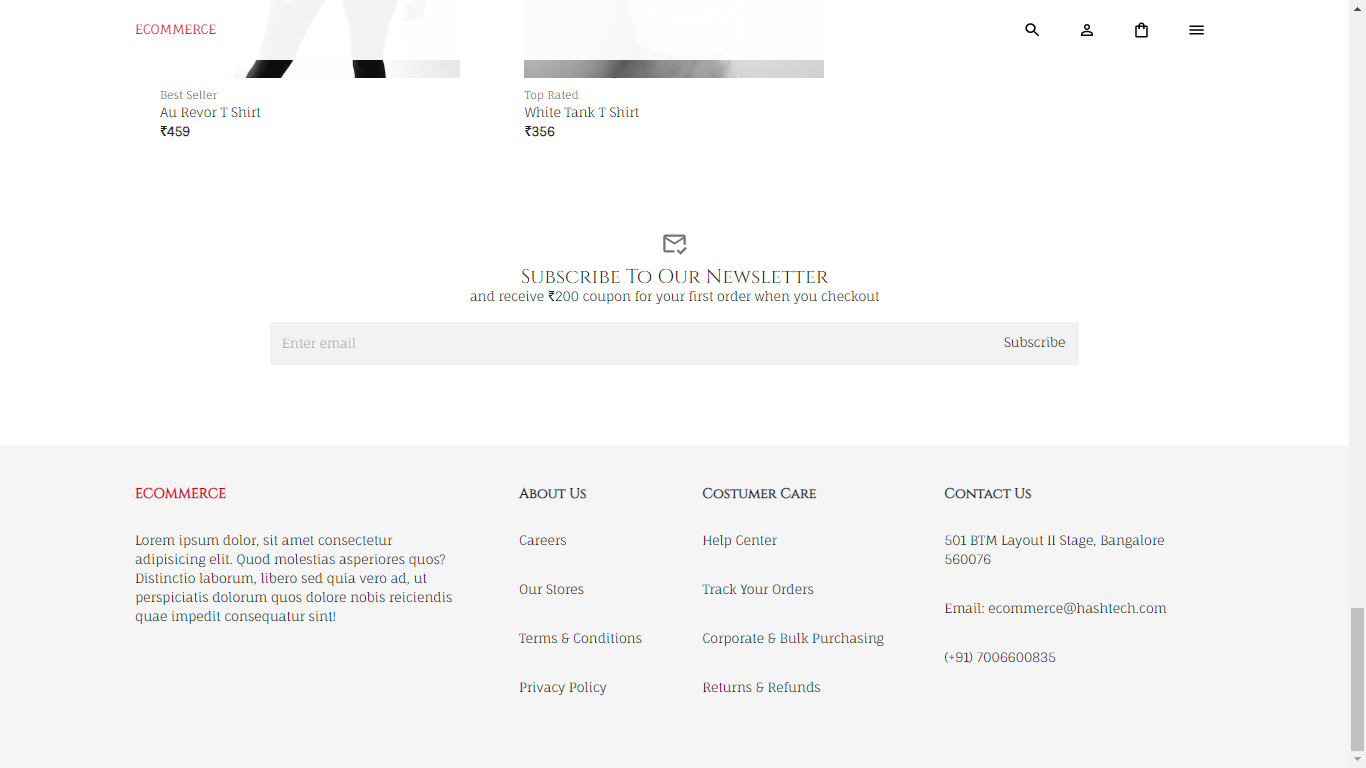 ECOMMERCE
Best Seller
Au Revor T Shirt
₹459
Top Rated
White Tank T Shirt
₹356
Subscribe To Our Newsletter
and receive ₹200 coupon for your first order when you checkout
Enter email
Subscribe
ECOMMERCE
Lorem ipsum dolor, sit amet consectetur
adipisicing elit. Quod molestias asperiores quos?
Distinctio laborum, libero sed quia vero ad, ut
perspiciatis dolorum quos dolore nobis reiciendis
quae impedit consequatur sint!
About Us
Careers
Our Stores
Terms & Conditions
Privacy Policy
Costumer Care
Help Center
Track Your Orders
Corporate & Bulk Purchasing
Returns & Refunds
Contact Us
501 BTM Layout II Stage, Bangalore
560076
Email: ecommerce@hashtech.com
(+91) 7006600835